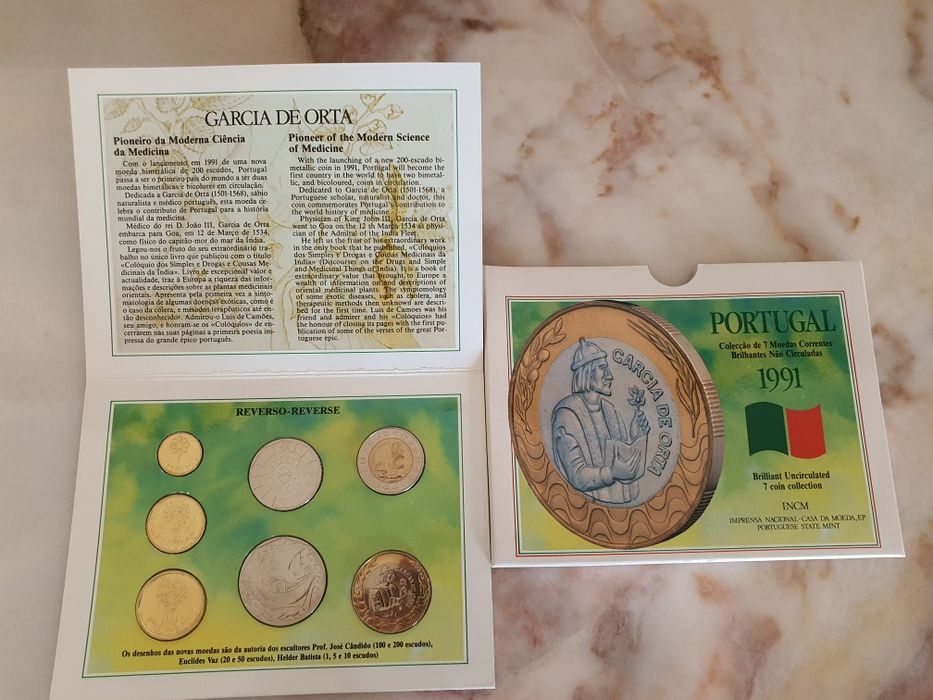 GARCIA DE ORTA
Pioneiro da Moderna Ciência
da Medicina
Com o lançamento em 1991 de uma nova
moeda bimetálica de 200 escudos, Portugal
passa a ser o primeiro país do mundo a ter duas
moedas bimetálicas e bicolores em circulação.
Dedicada a Garcia de Orta (1501-1568), sábio
naturalista e médico português, esta moeda ce-
lebra o contributo de Portugal para a história
mundial da medicina.
Médico do rei D. João III, Garcia de Orta
embarca para Goa, em 12 de Março de 1534,
como físico do capitão-mor do mar da Índia.
Legou-nos o fruto do seu extraordinário tra-
balho no único livro que publicou com o título
«Colóquio dos Simples e Drogas e Cousas Me-
dicinais da Índia». Livro de excepcional valor e
actualidade, traz à Europa a riqueza das infor-
mações e descrições sobre as plantas medicinais
orientais. Apresenta pela primeira vez a sinto-
matologia de algumas doenças exóticas, como é
o caso da cólera, e métodos terapêuticos até en-
tão desconhecidos. Admirou-o Luís de Camões,
seu amigo; e honram-se os «Colóquios» de en-
cerrarem nas suas páginas a primeira poesia im-
pressa do grande épico português.
Pioneer of the Modern Science
of Medicine
With the launching of a new 200-escudo bi-
metallic coin in 1991, Portugal will become the
first country in the world to have two bimetal-
lic, and bicoloured, coins in circulation.
Dedicated to Garcia de Orta (1501-1568), a
Portuguese scholar, naturalist and doctor, this
coin commemorates Portugal's contribution to
the world history of medicine.
Physician of King John III, Garcia de Orta
went to Goa on the 12 th March 1534 as physi-
cian of the Admiral of the India Fleet.
He left us the fruit of his extraordinary work
in the only book that he published, «Colóquios
dos Simples e Drogas e Cousas Medicinais da
Índia» (Discourses on the Drugs and Simple
and Medicinal Things of India). It is a book of
extraordinary value that brought to Europe a
wealth of information on and descriptions of
oriental medicinal plants. The symptomology
of some exotic diseases, such as cholera, and
therapeutic methods then unknown are descri-
bed for the first time. Luis de Camoes was his
friend and admirer and his «Colóquios» had
the honour of closing its pages with the first pu-
blication of some of the verses of the great Por-
tuguese epic.
REVERSO-REVERSE
Os desenhos das novas moedas são da autoria dos escultores Prof. José Cândido (100 e 200 escudos),
Euclides Vaz (20 e 50 escudos), Helder Batista (1, 5 e 10 escudos)
GARCIA DE ORTA
PORTUGAL
Colecção de 7 Moedas Correntes
Brilhantes Não Circuladas
1991
Brilliant Uncirculated
7 coin collection
INCM
IMPRENSA NACIONAL-CASA DA MOEDA, EP
PORTUGUESE STATE MINT